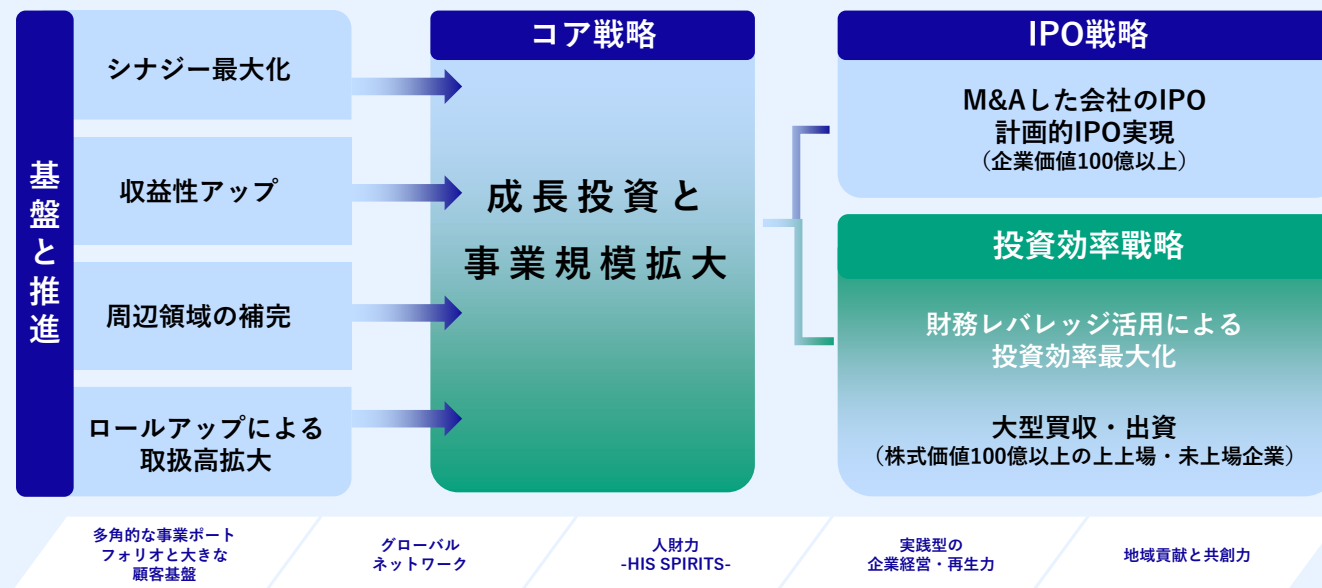 基盤と推進
シナジー最大化
収益性アップ
周辺領域の補完
ロールアップによる
取扱高拡大
コア戦略
成長投資と
事業規模拡大
IPO戦略
M&Aした会社のIPO
計画的IPO実現
（企業価値100億以上）
投資効率戰略
財務レバレッジ活用による
投資効率最大化
大型買収・出資
（株式価値100億以上の上上場・未上場企業）
多角的な事業ポート
フォリオと大きな
顧客基盤
グローバル
ネットワーク
人財力
-HIS SPIRITS-
実践型の
企業経営・再生力
地域貢献と共創力